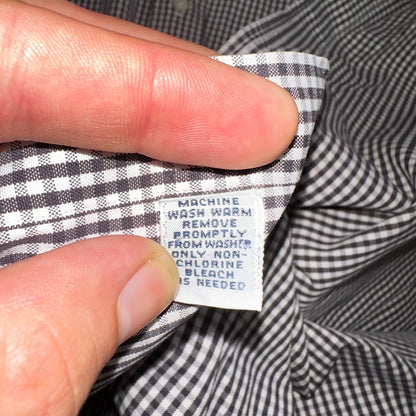 MACHINE
WASH WARM
REMOVE
PROMPTLY
FROM WASHER
ONLY NON-
CHLORINE
BLEACH
AS NEEDED